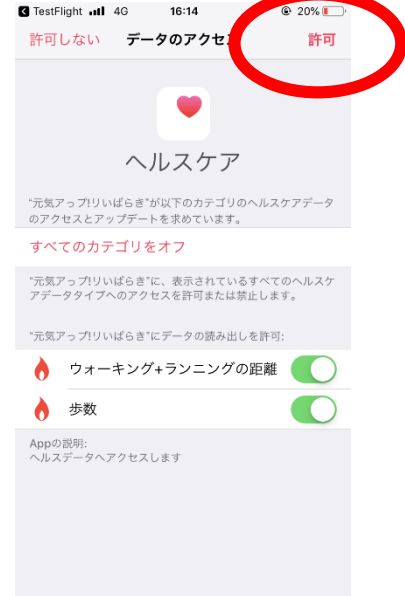 TestFlight 4G 16:14 20%
許可しない データのアクセス 許可
ヘルスケア
"元気アっプ!リいばらき"が以下のカテゴリのヘルスケアデータ
のアクセスとアップデートを求めています。
すべてのカテゴリをオフ
"元気アっプ!リいばらき"に、表示されているすべてのヘルスケ
アデータタイプへのアクセスを許可または禁止します。
"元気アっプ!リいばらき"にデータの読み出しを許可:
ウォーキング+ランニングの距離
歩数
Appの説明:
ヘルスデータへアクセスします